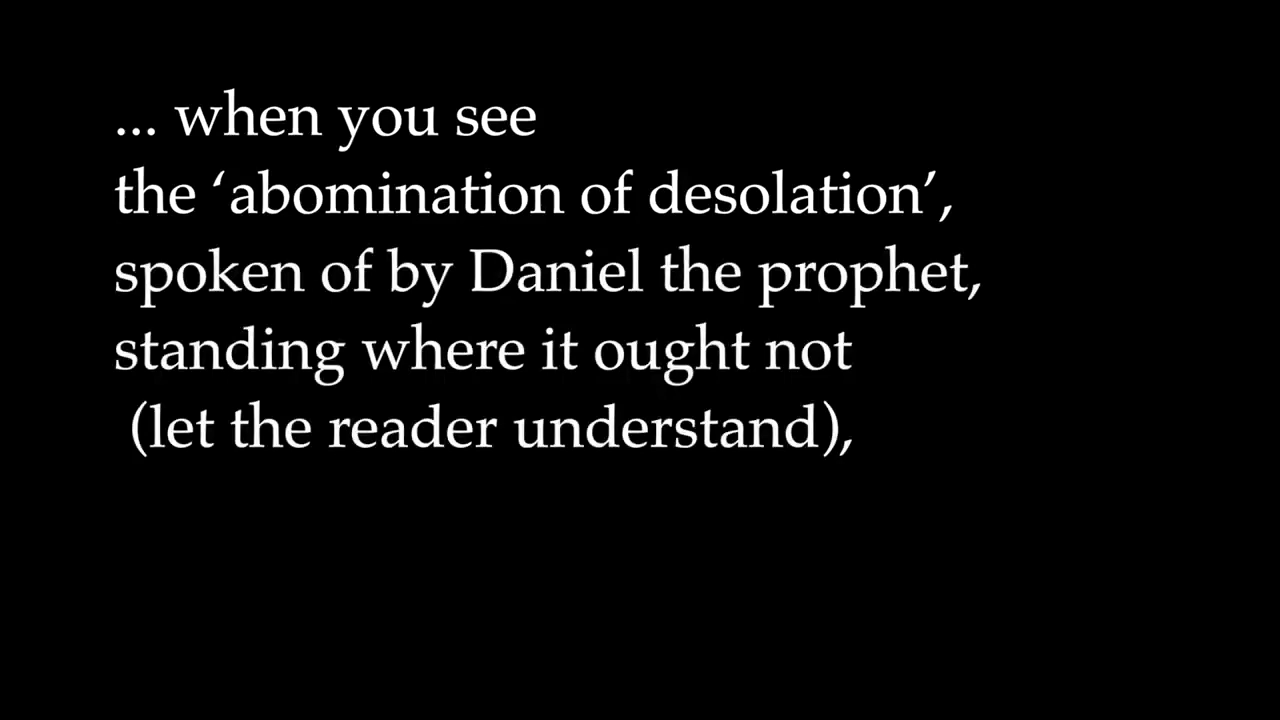 ... when you see
the ‘abomination of desolation’,
spoken of by Daniel the prophet,
standing where it ought not
(let the reader understand),